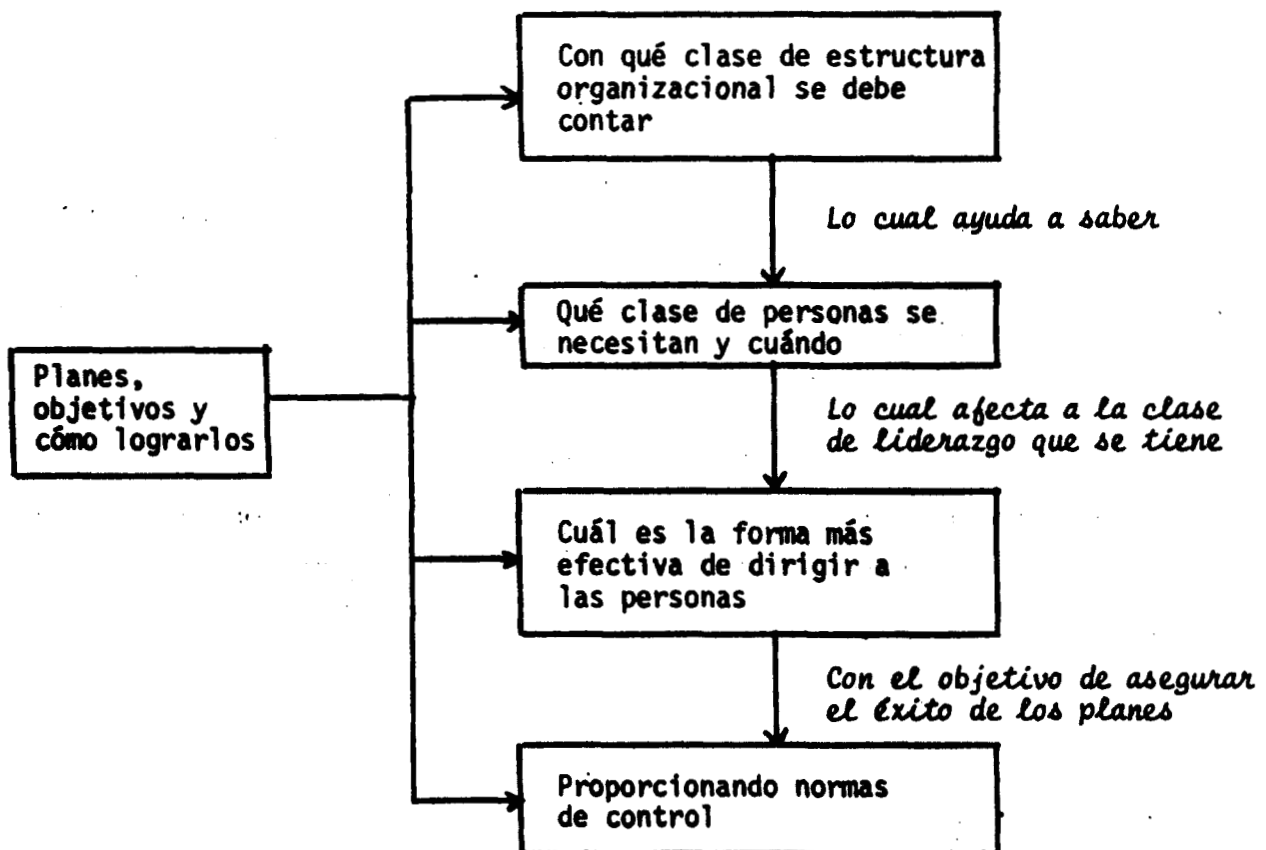 Con qué clase de estructura
organizacional se debe
contar
Lo cual ayuda a saber
Qué clase de personas se
necesitan y cuándo
Planes,
objetivos y
cómo lograrlos
Lo cual afecta a la clase
de liderazgo que se tiene
Cuál es la forma más
efectiva de dirigir a
las personas
Con el objetivo de asegurar
el éxito de los planes
Proporcionando normas
de control